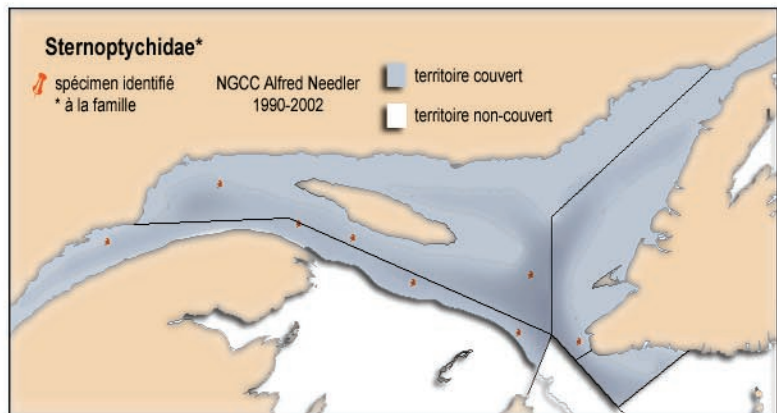 Sternoptychidae*
spécimen identifié
* à la famille
NGCC Alfred Needler
1990-2002
territoire couvert
territoire non-couvert